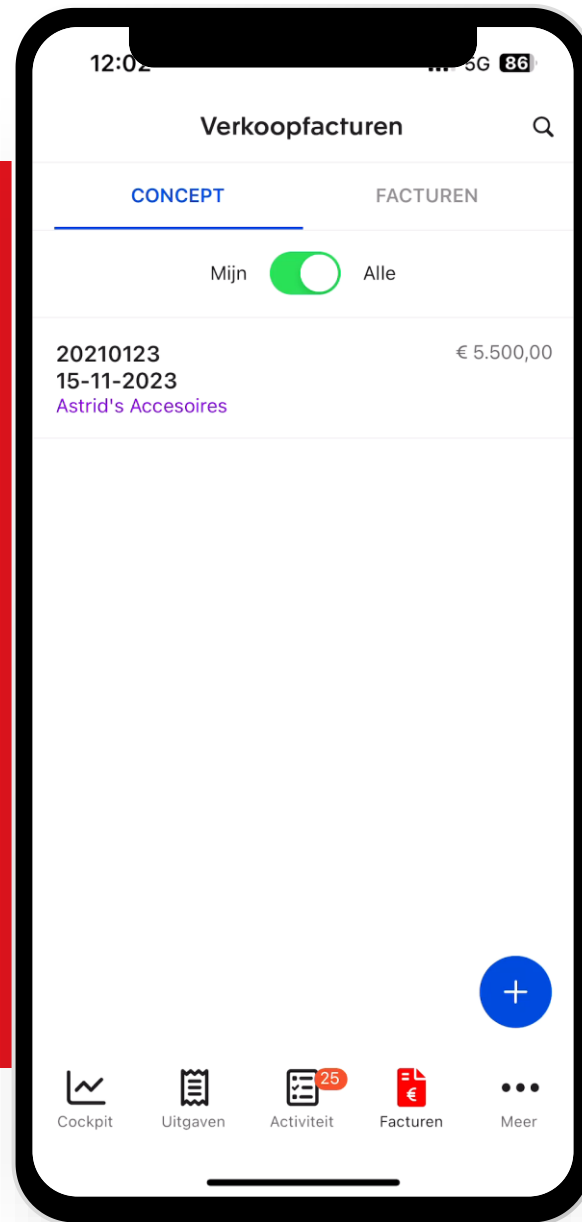 12:02
5G 86
Verkoopfacturen
CONCEPT FACTUREN
Mijn Alle
20210123 € 5.500,00
15-11-2023
Astrid's Accesoires
25
€
Cockpit Uitgaven Activiteit Facturen Meer